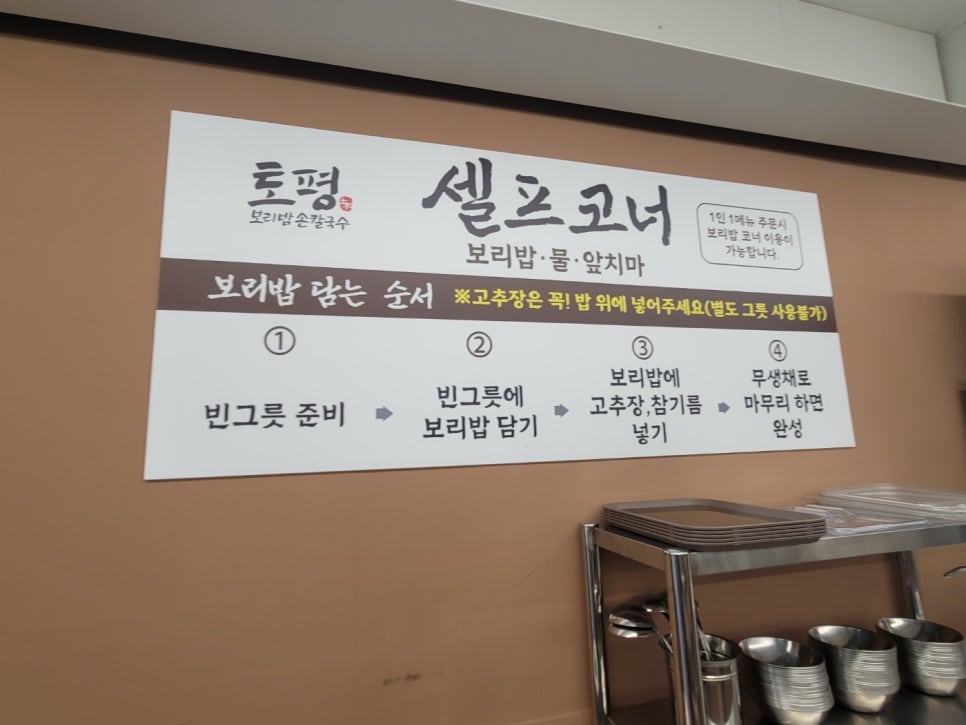 토평
보리밥 손칼국수
셀프코너
보리밥·물·앞치마
1인 1메뉴 주문시
보리밥 코너 이용이
가능합니다.
보리밥 담는 순서 ※고추장은 꼭! 밥 위에 넣어주세요(별도 그릇 사용불가)
①
빈그릇 준비
②
빈그릇에
보리밥 담기
③
보리밥에
고추장,참기름
넣기
④
무생채로
마무리 하면
완성